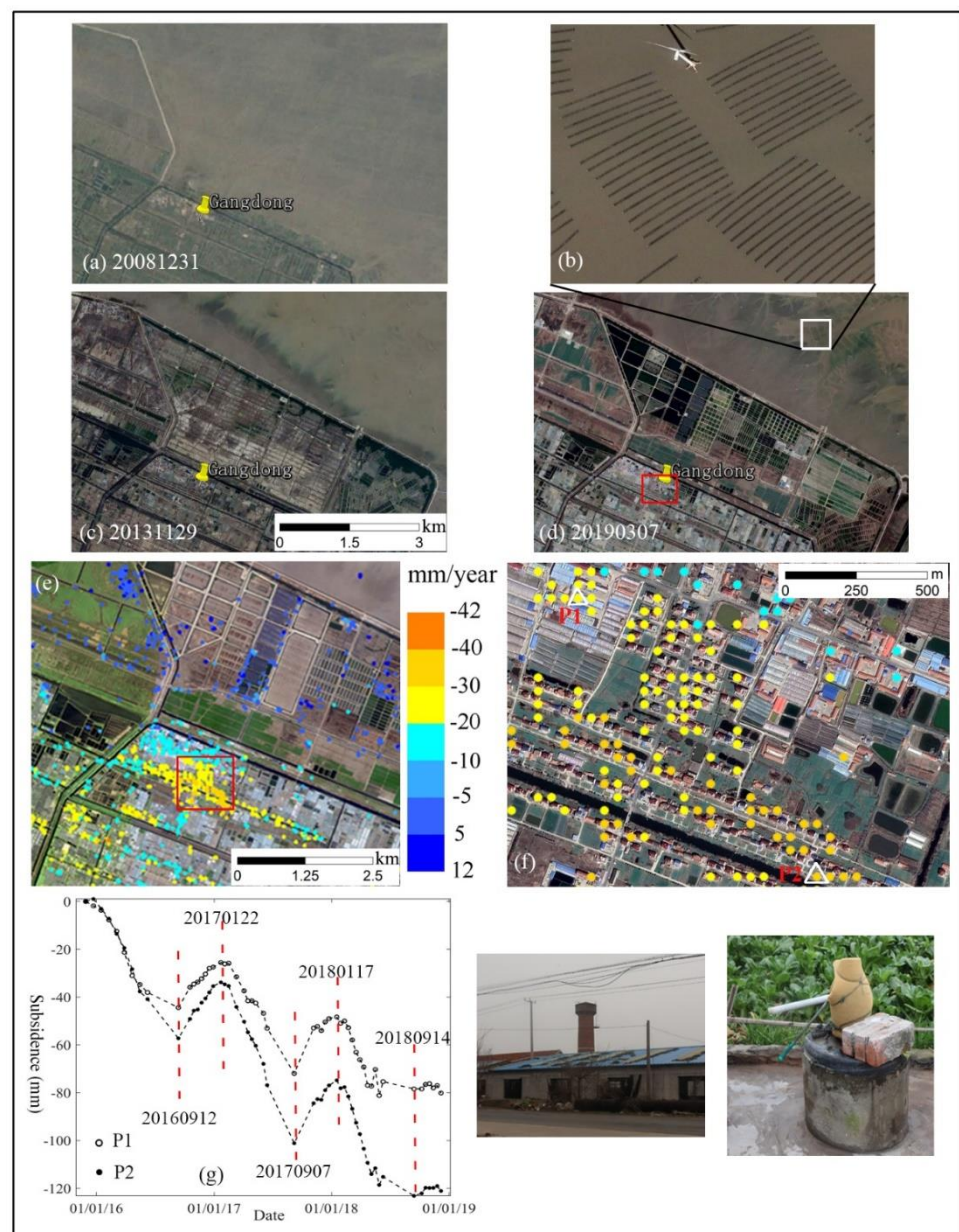 Gangdong
(a) 20081231
(b)
Gangdong
(c) 20131129
0 1.5 3 km
Gangdong
(d) 20190307
(e)
0 1.25 2.5 km
mm/year
-42
-40
-30
-20
-10
-5
5
12
0 250 500 m
P1
P2
(f)
Subsidence (mm)
0
-20
-40
-60
-80
-100
-120
20170122
20180117
20180914
20160912
20170907
P1
P2
(g)
01/01/16
01/01/17
01/01/18
01/01/19
Date